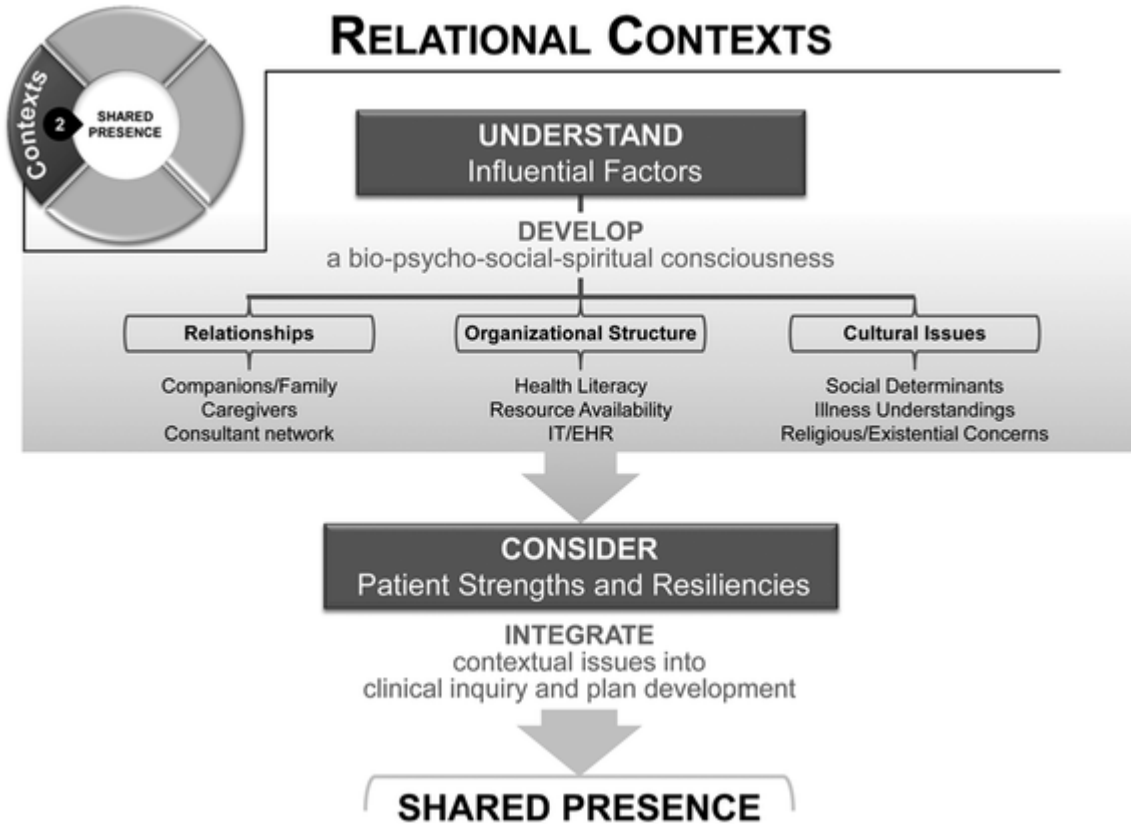 RELATIONAL CONTEXTS
Contexts
2
SHARED
PRESENCE
UNDERSTAND
Influential Factors
DEVELOP
a bio-psycho-social-spiritual consciousness
Relationships
Companions/Family
Caregivers
Consultant network
Organizational Structure
Health Literacy
Resource Availability
IT/EHR
Cultural Issues
Social Determinants
Illness Understandings
Religious/Existential Concerns
CONSIDER
Patient Strengths and Resiliencies
INTEGRATE
contextual issues into
clinical inquiry and plan development
SHARED PRESENCE